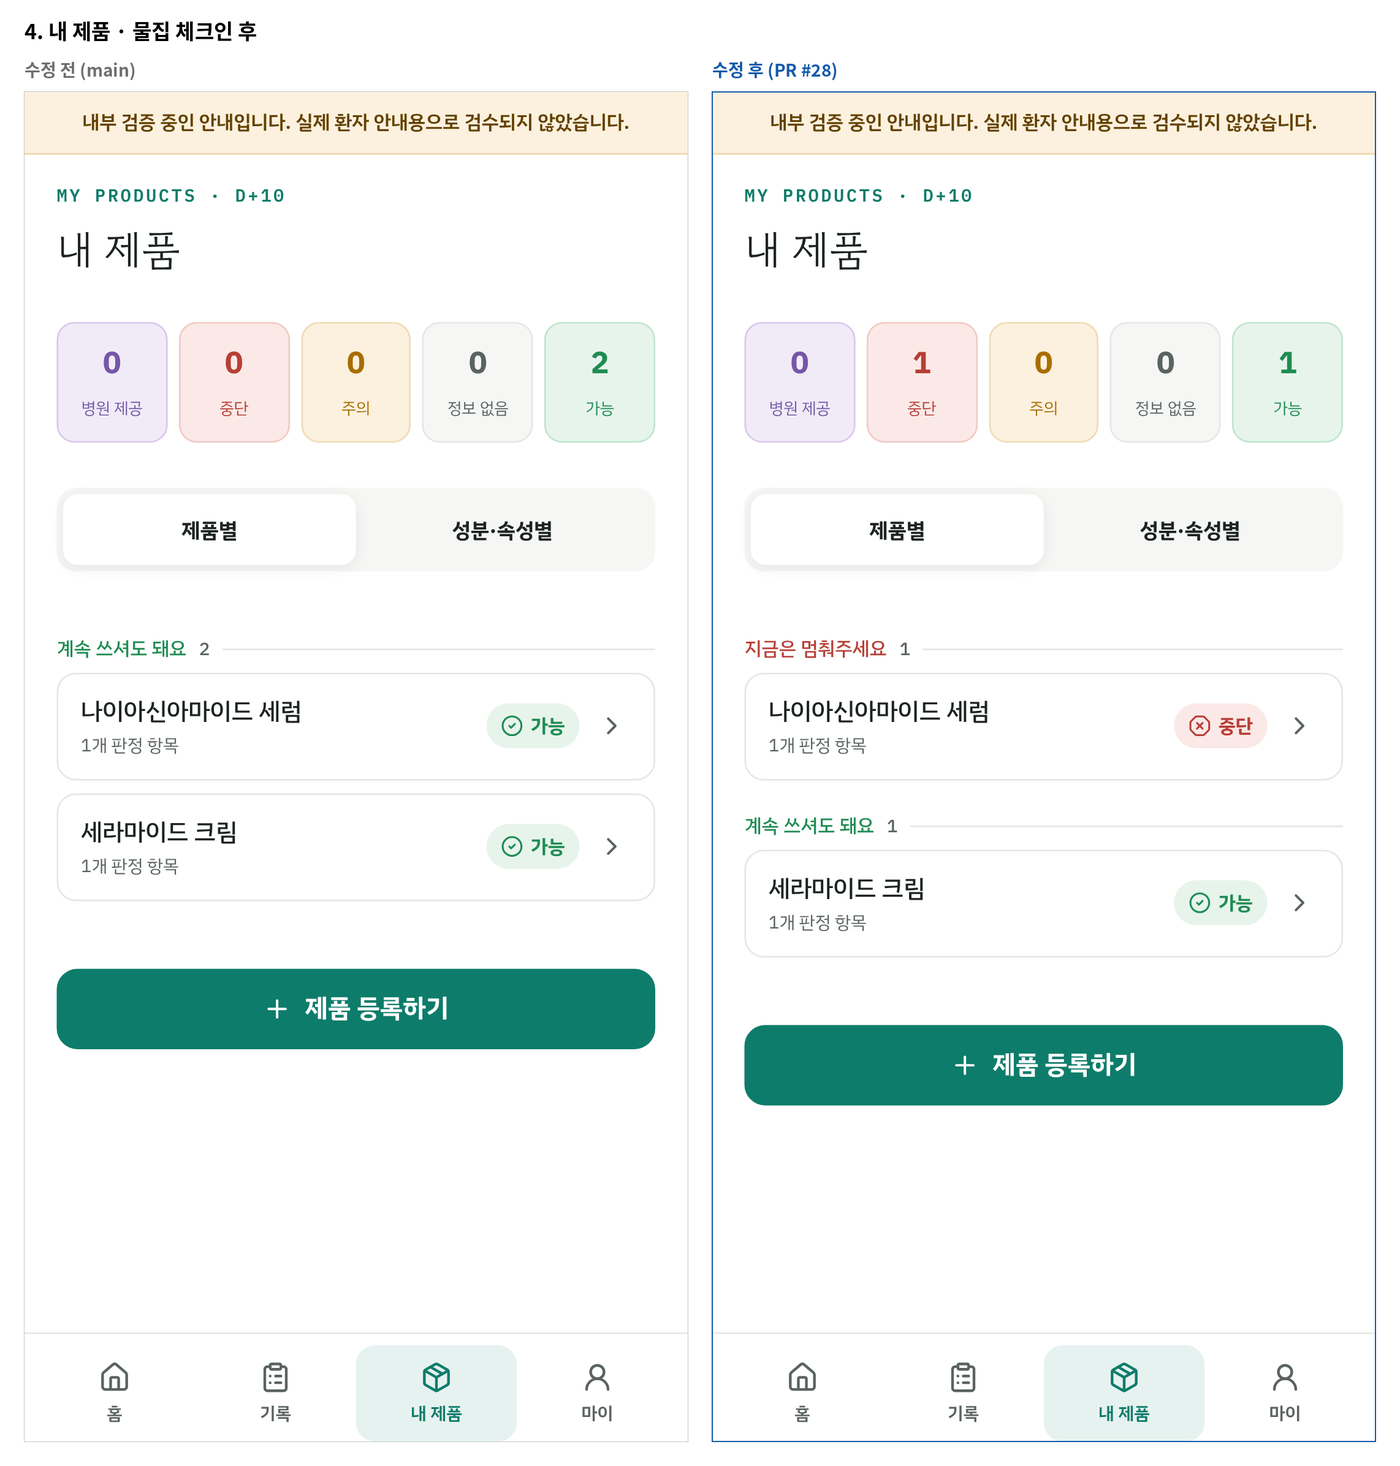 4. 내 제품 · 물집 체크인 후
수정 전 (main)
내부 검증 중인 안내입니다. 실제 환자 안내용으로 검수되지 않았습니다.
MY PRODUCTS · D+10
내 제품
0 0 0 0 2
병원 제공 중단 주의 정보 없음 가능
제품별 성분·속성별
계속 쓰셔도 돼요 2
나이아신아마이드 세럼
1개 판정 항목
가능
세라마이드 크림
1개 판정 항목
가능
+ 제품 등록하기
홈 기록 내 제품 마이
수정 후 (PR #28)
내부 검증 중인 안내입니다. 실제 환자 안내용으로 검수되지 않았습니다.
MY PRODUCTS · D+10
내 제품
0 1 0 0 1
병원 제공 중단 주의 정보 없음 가능
제품별 성분·속성별
지금은 멈춰주세요 1
나이아신아마이드 세럼
1개 판정 항목
중단
계속 쓰셔도 돼요 1
세라마이드 크림
1개 판정 항목
가능
+ 제품 등록하기
홈 기록 내 제품 마이